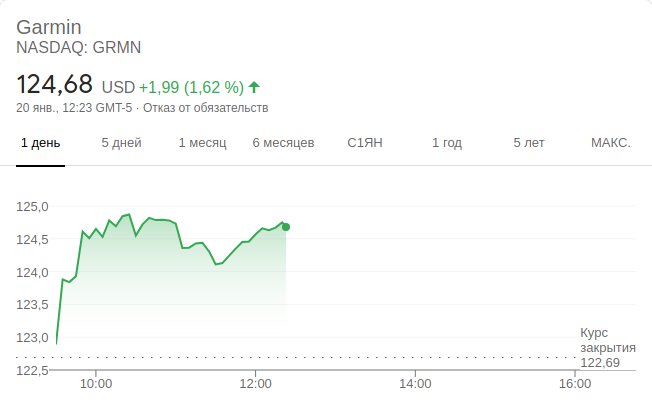 Garmin
NASDAQ: GRMN
124,68 USD +1,99 (1,62 %)
20 янв., 12:23 GMT-5 · Отказ от обязательств
1 день 5 дней 1 месяц 6 месяцев С1ЯН 1 год 5 лет МАКС.
125,0
124,5
124,0
123,5
123,0
122,5
Курс
закрытия
122,69
10:00 12:00 14:00 16:00